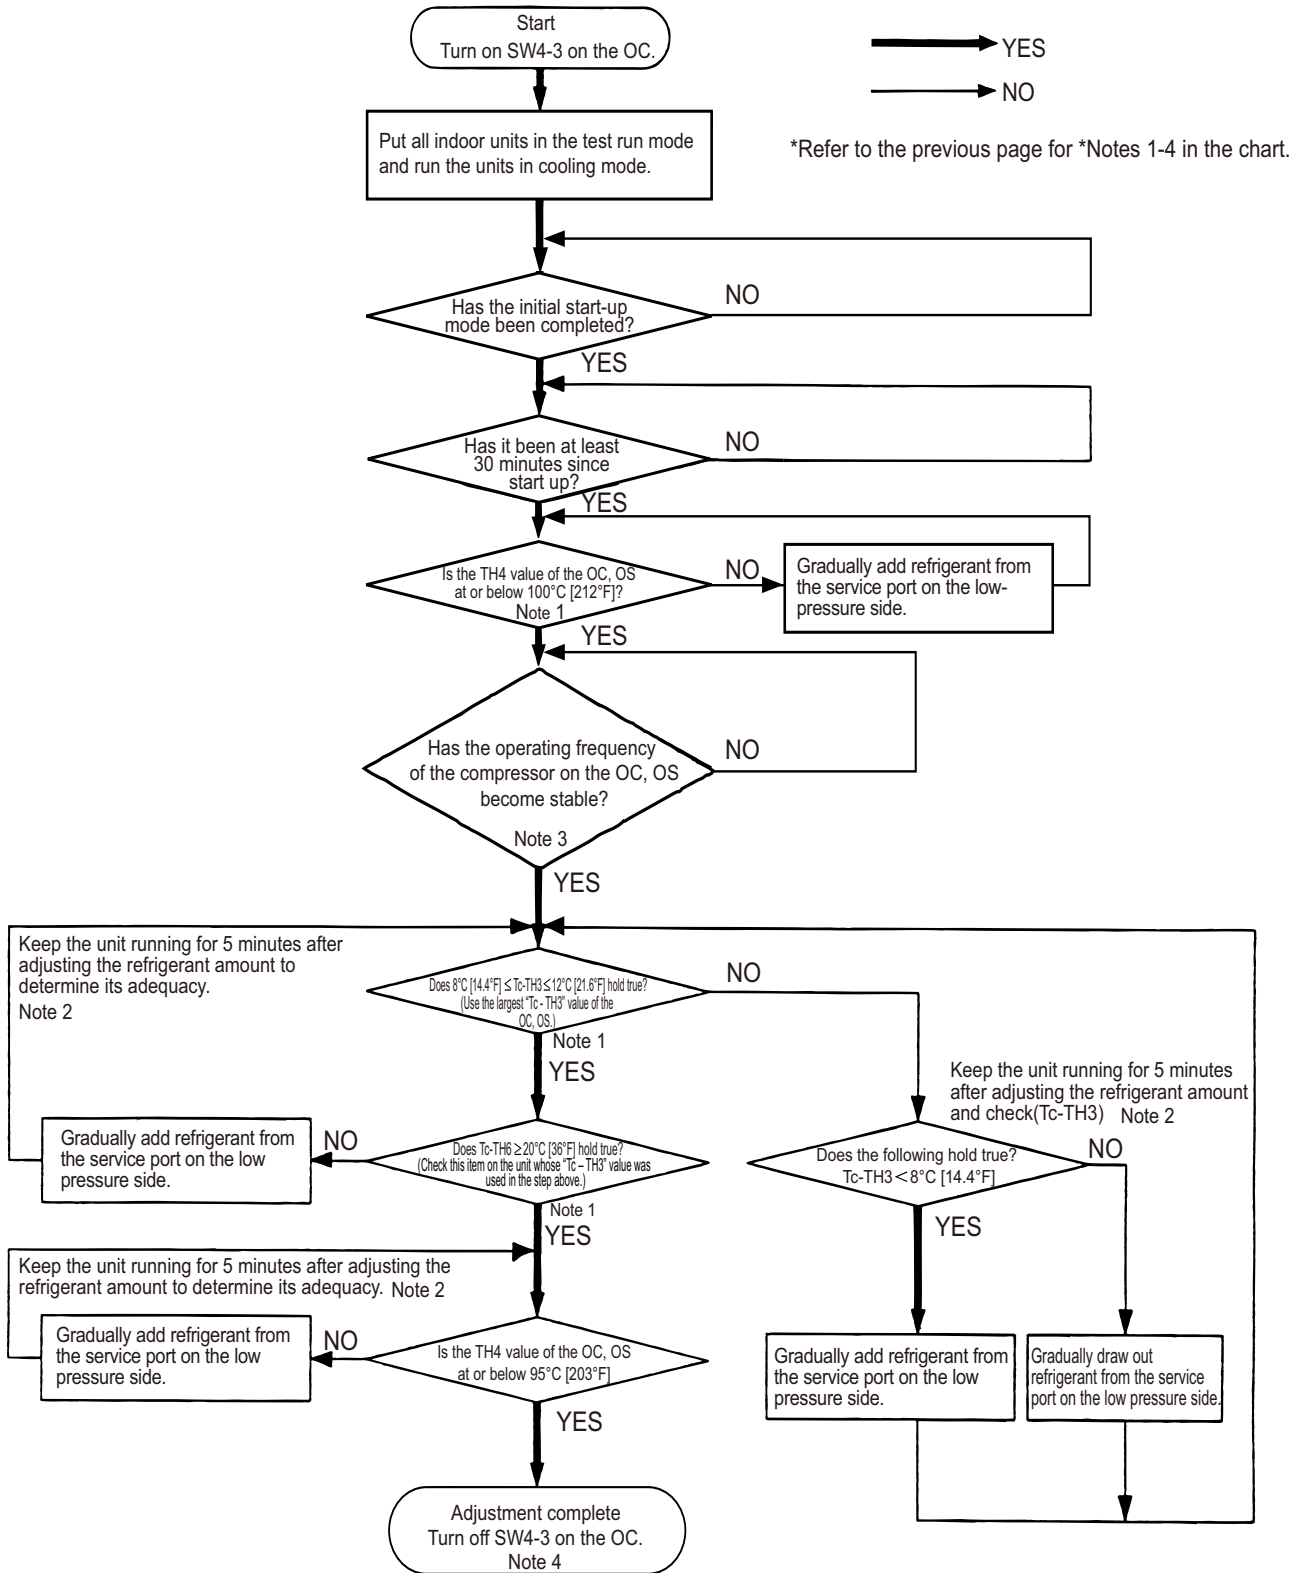 Start
Turn on SW4-3 on the OC.
YES
NO
Put all indoor units in the test run mode
and run the units in cooling mode.
*Refer to the previous page for *Notes 1-4 in the chart.
Has the initial start-up
mode been completed?
NO
YES
Has it been at least
30 minutes since
start up?
NO
YES
Is the TH4 value of the OC, OS
at or below 100°C [212°F]?
Note 1
NO
Gradually add refrigerant from
the service port on the low-
pressure side.
YES
Has the operating frequency
of the compressor on the OC, OS
become stable?
Note 3
NO
YES
Keep the unit running for 5 minutes after
adjusting the refrigerant amount to
determine its adequacy.
Note 2
Does 8°C [14.4°F] ≤ Tc-TH3 ≤ 12°C [21.6°F] hold true?
(Use the largest “Tc - TH3” value of the
OC, OS.)
Note 1
NO
YES
Keep the unit running for 5 minutes
after adjusting the refrigerant amount
and check(Tc-TH3) Note 2
Gradually add refrigerant from
the service port on the low
pressure side.
NO
Does Tc-TH6 ≥ 20°C [36°F] hold true?
(Check this item on the unit whose “Tc – TH3” value was
used in the step above.)
Note 1
YES
Does the following hold true?
Tc-TH3 < 8°C [14.4°F]
NO
YES
Keep the unit running for 5 minutes after adjusting the
refrigerant amount to determine its adequacy. Note 2
Gradually add refrigerant from
the service port on the low
pressure side.
NO
Is the TH4 value of the OC, OS
at or below 95°C [203°F]
YES
Gradually add refrigerant from
the service port on the low
pressure side.
Gradually draw out
refrigerant from the service
port on the low pressure side.
Adjustment complete
Turn off SW4-3 on the OC.
Note 4